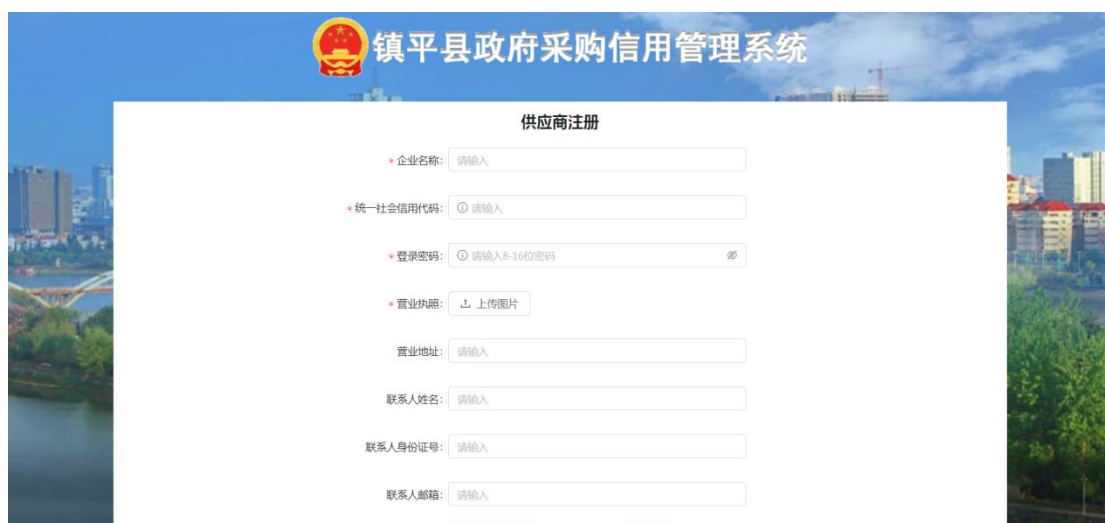 镇平县政府采购信用管理系统
供应商注册
* 企业名称: 请输入
* 统一社会信用代码: 请输入
* 登录密码: 请输入8-16位密码
* 营业执照: 上传图片
营业地址: 请输入
联系人姓名: 请输入
联系人身份证号: 请输入
联系人邮箱: 请输入